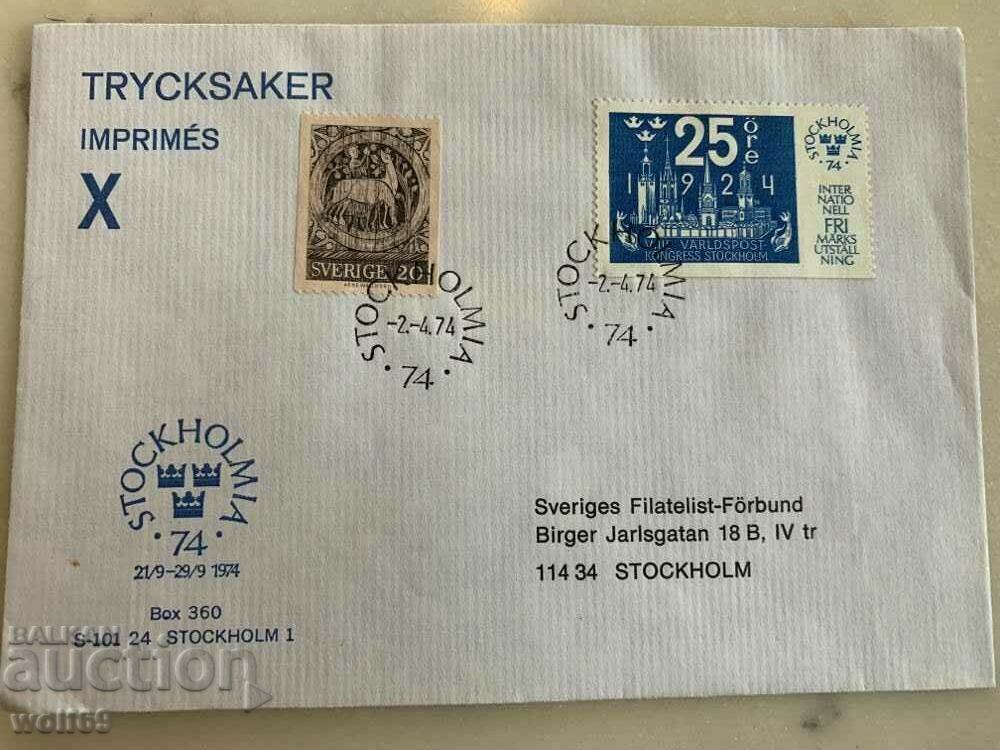 TRYCKSAKER
IMPRIMÉS
X
SVERIGE 20
STOCKHOLMIA
-2.-4.74
· 74 ·
25 öre
1924
VÄRLDSPOST
KONGRESS STOCKHOLM
STOCKHOLMIA
74
INTER
NATIO
NELL
FRI
MÄRKS
UTSTÄLL
NING
STOCKHOLMIA
-2.-4.74
· 74 ·
STOCKHOLMIA
· 74 ·
21/9-29/9 1974
Box 360
S-101 24 STOCKHOLM 1
Sveriges Filatelist-Förbund
Birger Jarlsgatan 18 B, IV tr
114 34 STOCKHOLM
BALKAN
auction
wolf69